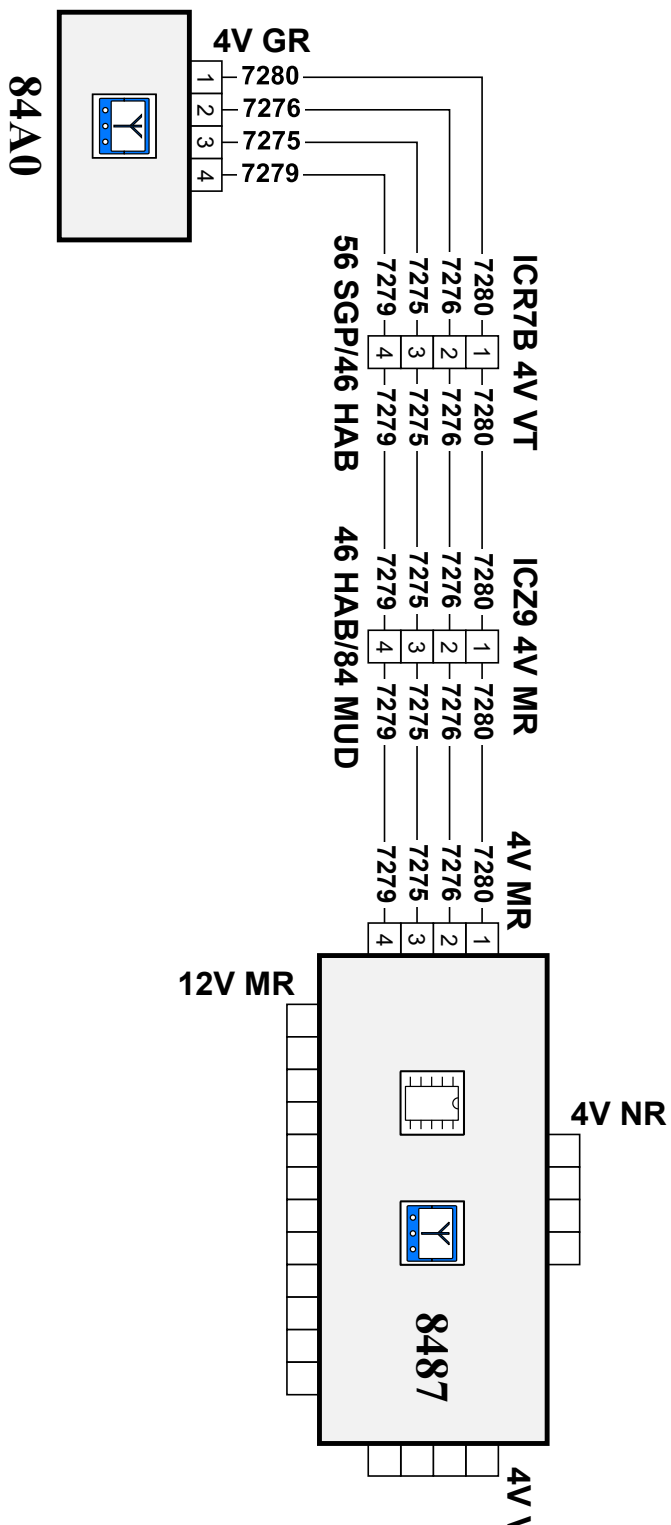 4V GR
84A0
1 7280
2 7276
3 7275
4 7279
ICR7B 4V VT
7280 1 7280
7276 2 7276
7275 3 7275
7279 4 7279
56 SGP/46 HAB
ICZ9 4V MR
7280 1 7280
7276 2 7276
7275 3 7275
7279 4 7279
46 HAB/84 MUD
4V MR
7280 1
7276 2
7275 3
7279 4
12V MR
4V NR
8487
4V